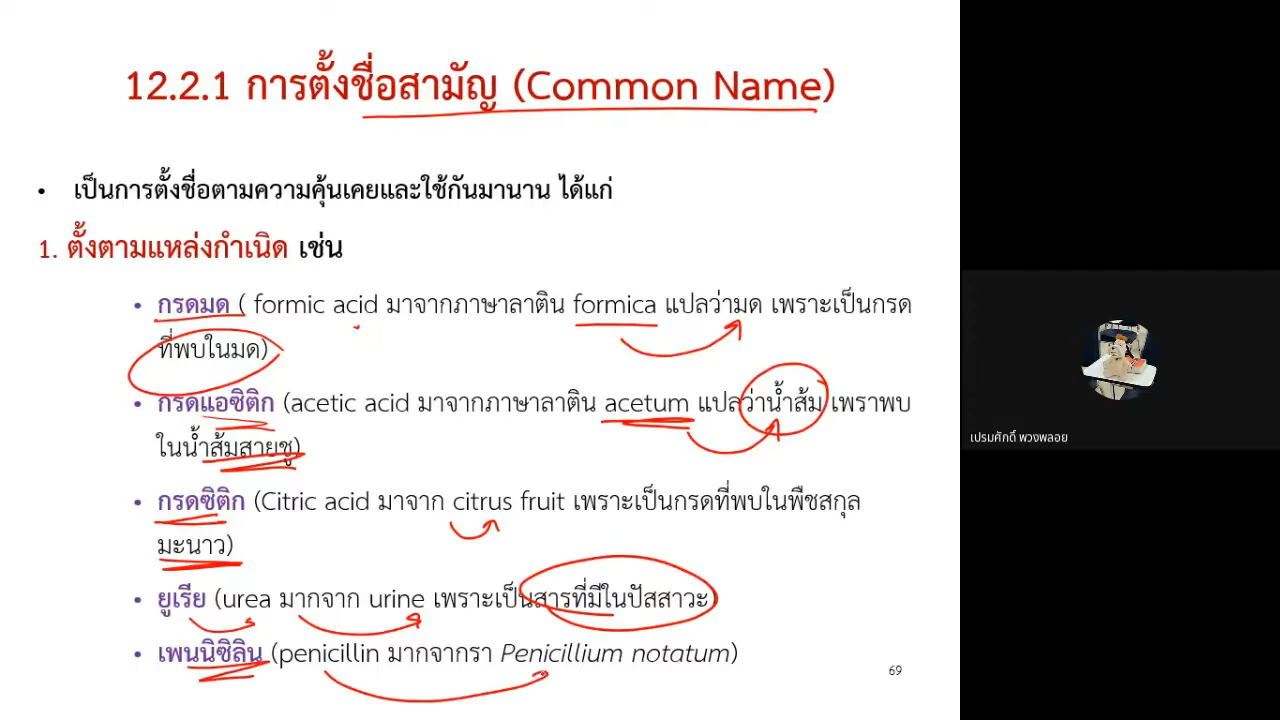 12.2.1 การตั้งชื่อสามัญ (Common Name)
• เป็นการตั้งชื่อตามความคุ้นเคยและใช้กันมานาน ได้แก่
1. ตั้งตามแหล่งกำเนิด เช่น
• กรดมด ( formic acid มาจากภาษาลาติน formica แปลว่ามด เพราะเป็นกรด
ที่พบในมด)
• กรดแอซิติก (acetic acid มาจากภาษาลาติน acetum แปลว่าน้ำส้ม เพราพบ
ในน้ำส้มสายชู)
• กรดซิติก (Citric acid มาจาก citrus fruit เพราะเป็นกรดที่พบในพืชสกุล
มะนาว)
• ยูเรีย (urea มากจาก urine เพราะเป็นสารที่มีในปัสสาวะ)
• เพนนิซิลิน (penicillin มากจากรา Penicillium notatum)
69
เปรมศักดิ์ พวงพลอย